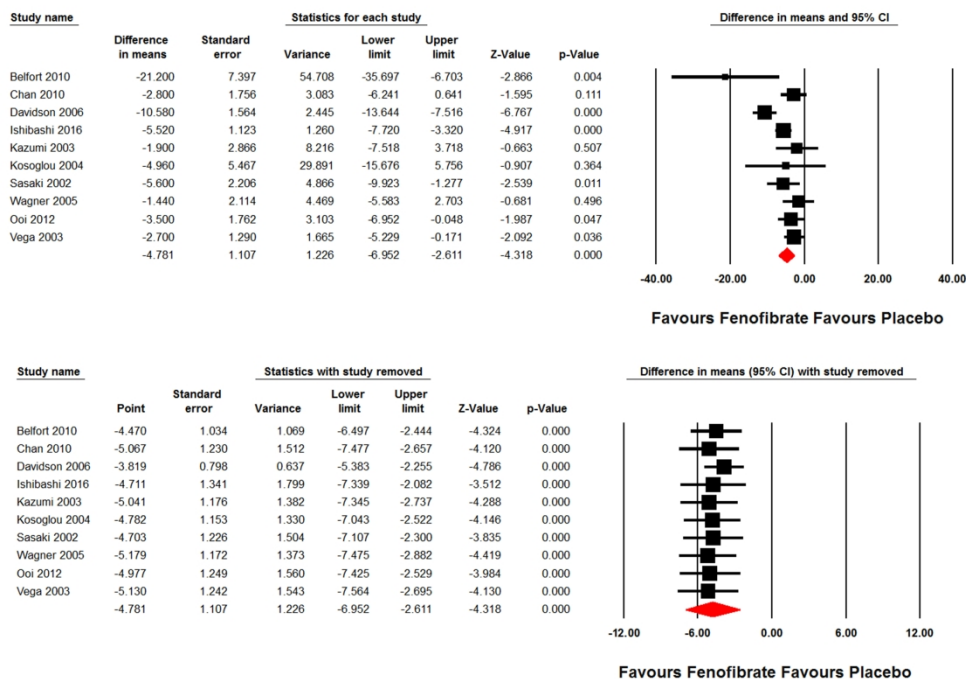 Study name Statistics for each study Difference in means and 95% CI
Difference Standard Lower Upper
in means error Variance limit limit Z-Value p-Value
Belfort 2010 -21.200 7.397 54.708 -35.697 -6.703 -2.866 0.004
Chan 2010 -2.800 1.756 3.083 -6.241 0.641 -1.595 0.111
Davidson 2006 -10.580 1.564 2.445 -13.644 -7.516 -6.767 0.000
Ishibashi 2016 -5.520 1.123 1.260 -7.720 -3.320 -4.917 0.000
Kazumi 2003 -1.900 2.866 8.216 -7.518 3.718 -0.663 0.507
Kosoglou 2004 -4.960 5.467 29.891 -15.676 5.756 -0.907 0.364
Sasaki 2002 -5.600 2.206 4.866 -9.923 -1.277 -2.539 0.011
Wagner 2005 -1.440 2.114 4.469 -5.583 2.703 -0.681 0.496
Ooi 2012 -3.500 1.762 3.103 -6.952 -0.048 -1.987 0.047
Vega 2003 -2.700 1.290 1.665 -5.229 -0.171 -2.092 0.036
-4.781 1.107 1.226 -6.952 -2.611 -4.318 0.000
-40.00 -20.00 0.00 20.00 40.00
Favours Fenofibrate Favours Placebo
Study name Statistics with study removed Difference in means (95% CI) with study removed
Standard Lower Upper
Point error Variance limit limit Z-Value p-Value
Belfort 2010 -4.470 1.034 1.069 -6.497 -2.444 -4.324 0.000
Chan 2010 -5.067 1.230 1.512 -7.477 -2.657 -4.120 0.000
Davidson 2006 -3.819 0.798 0.637 -5.383 -2.255 -4.786 0.000
Ishibashi 2016 -4.711 1.341 1.799 -7.339 -2.082 -3.512 0.000
Kazumi 2003 -5.041 1.176 1.382 -7.345 -2.737 -4.288 0.000
Kosoglou 2004 -4.782 1.153 1.330 -7.043 -2.522 -4.146 0.000
Sasaki 2002 -4.703 1.226 1.504 -7.107 -2.300 -3.835 0.000
Wagner 2005 -5.179 1.172 1.373 -7.475 -2.882 -4.419 0.000
Ooi 2012 -4.977 1.249 1.560 -7.425 -2.529 -3.984 0.000
Vega 2003 -5.130 1.242 1.543 -7.564 -2.695 -4.130 0.000
-4.781 1.107 1.226 -6.952 -2.611 -4.318 0.000
-12.00 -6.00 0.00 6.00 12.00
Favours Fenofibrate Favours Placebo